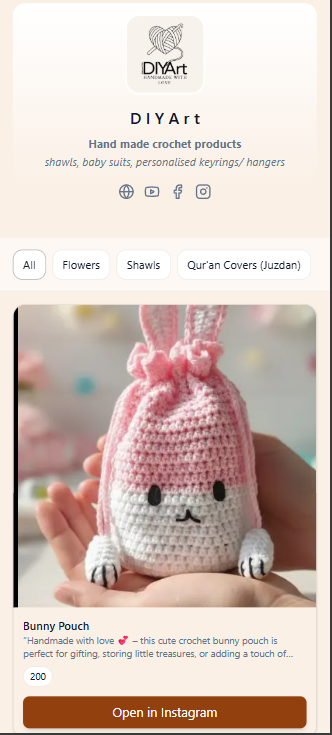 DIYArt
HANDMADE WITH
LOVE
DIYArt
Hand made crochet products
shawls, baby suits, personalised keyrings/ hangers
All
Flowers
Shawls
Qur'an Covers (Juzdan)
Bunny Pouch
"Handmade with love 💕 – this cute crochet bunny pouch is
perfect for gifting, storing little treasures, or adding a touch of...
200
Open in Instagram